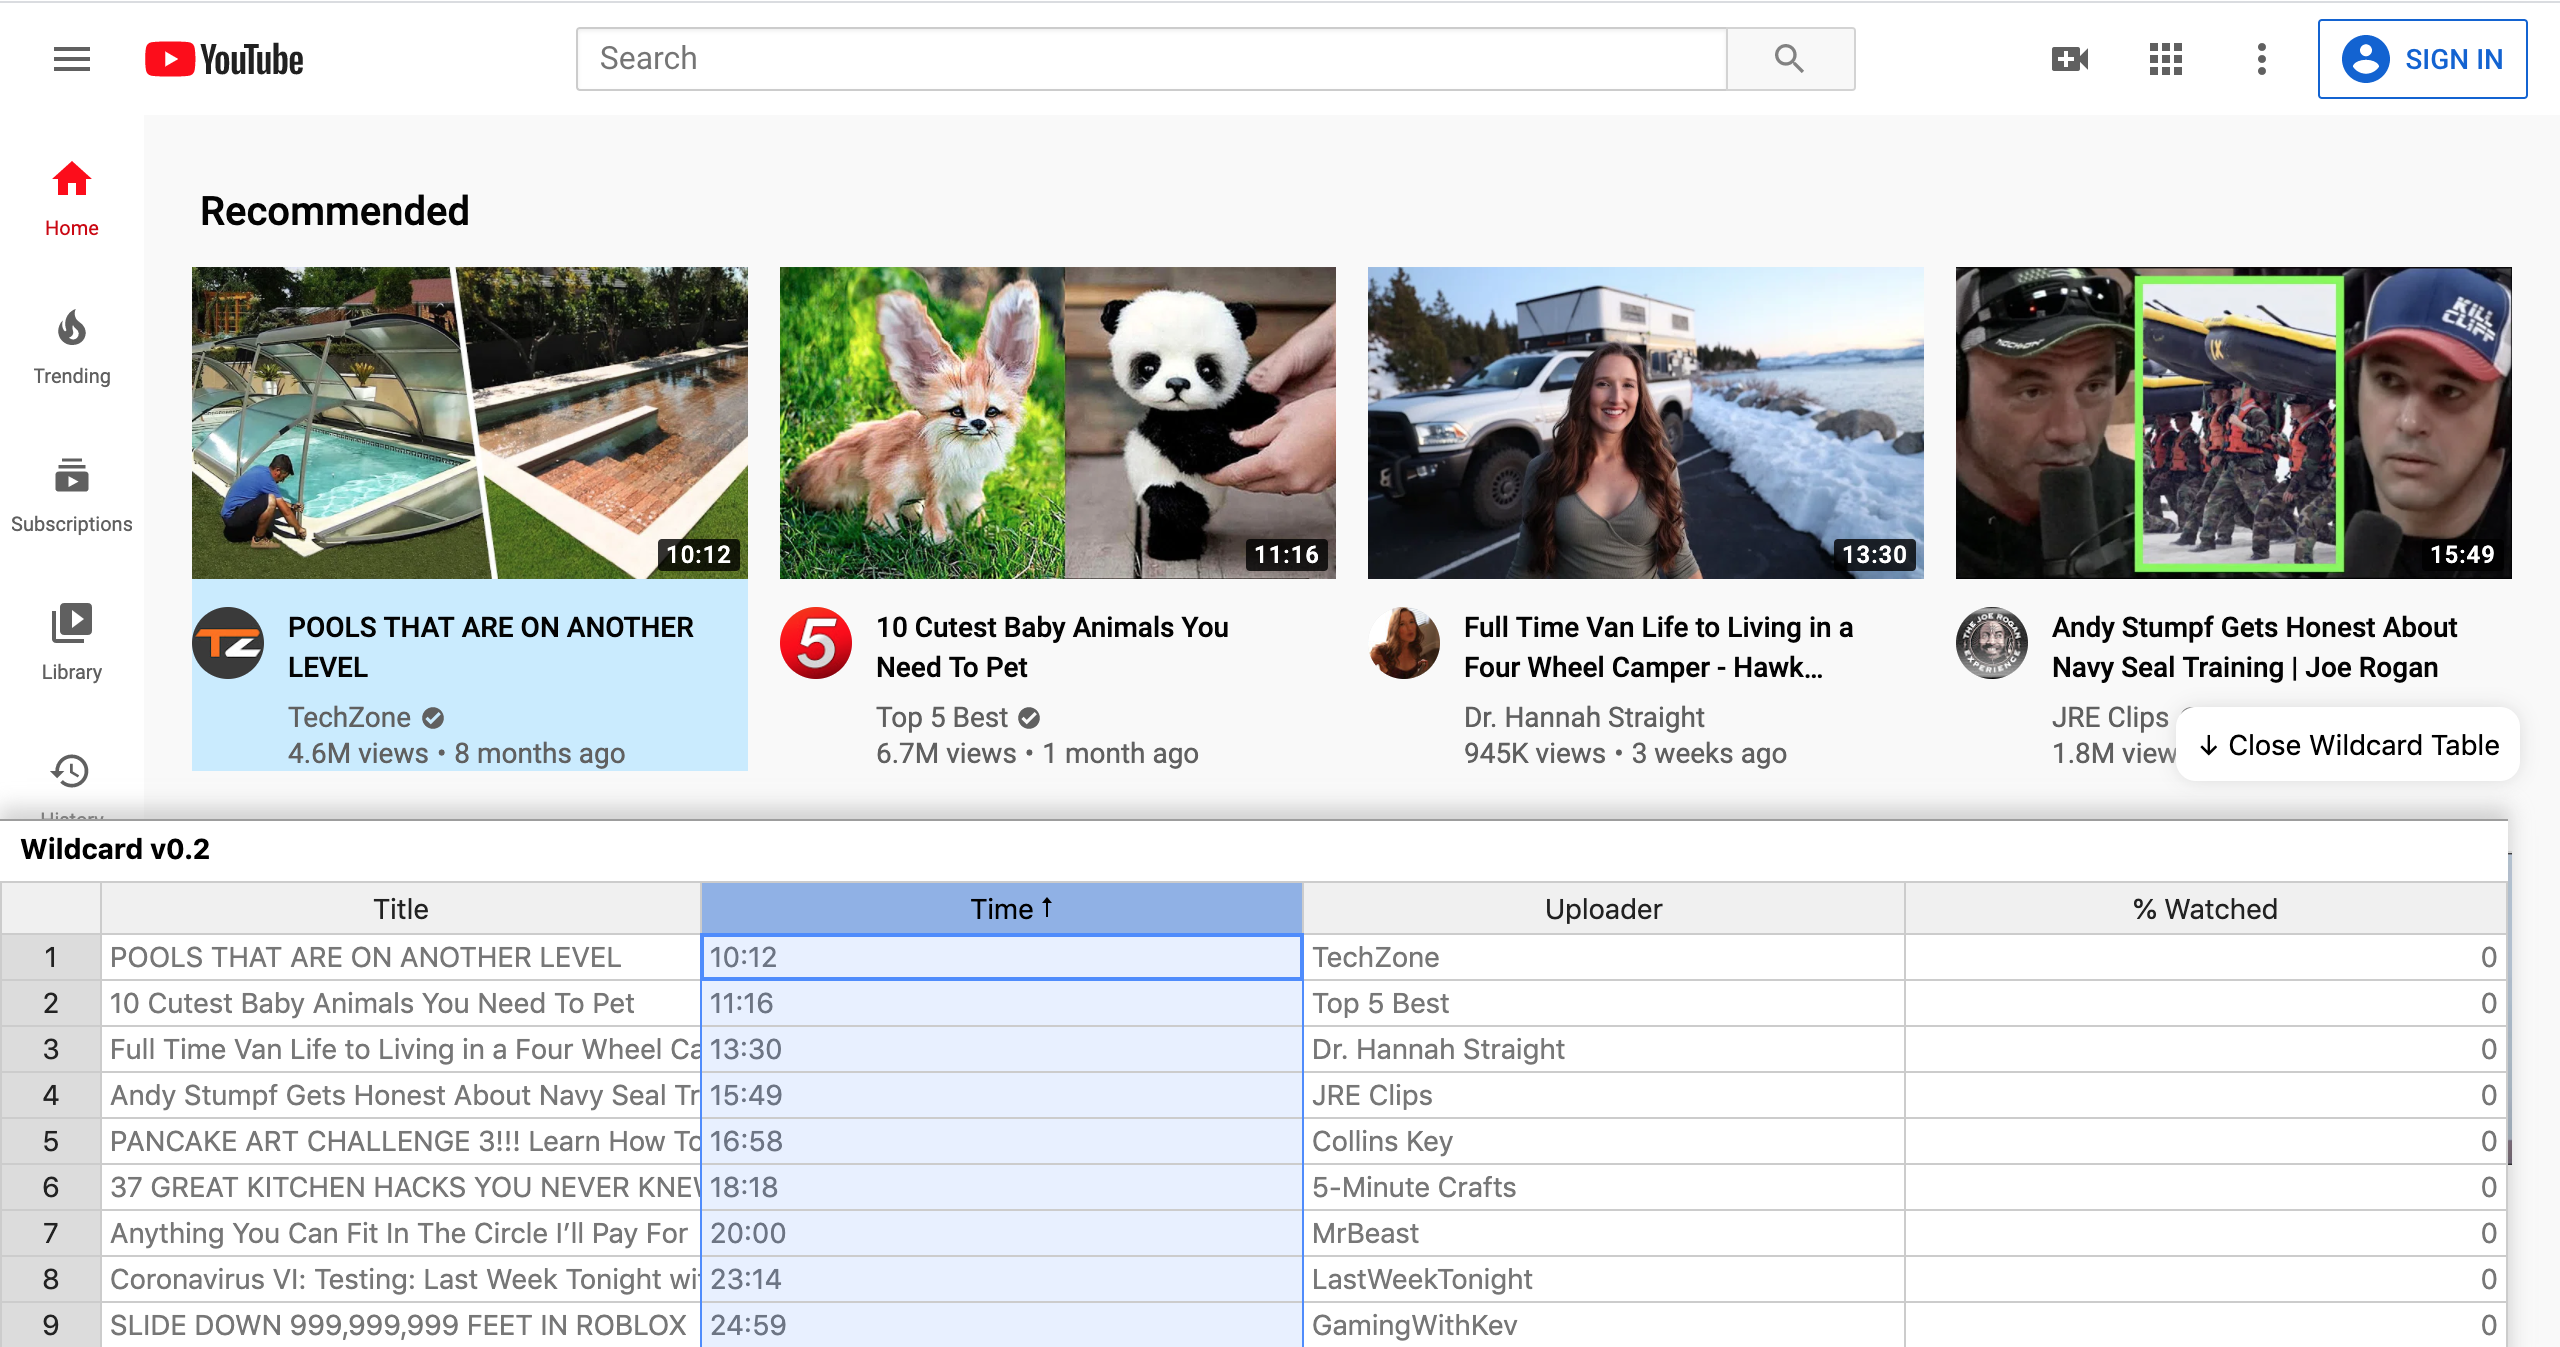 YouTube
Search
SIGN IN
Home
Trending
Subscriptions
Library
History
Recommended
10:12
11:16
KILL CLIFF
13:30
15:49
TZ
POOLS THAT ARE ON ANOTHER
LEVEL
TechZone
4.6M views • 8 months ago
5
10 Cutest Baby Animals You
Need To Pet
Top 5 Best
6.7M views • 1 month ago
Full Time Van Life to Living in a
Four Wheel Camper - Hawk...
Dr. Hannah Straight
945K views • 3 weeks ago
THE JOE ROGAN EXPERIENCE
Andy Stumpf Gets Honest About
Navy Seal Training | Joe Rogan
JRE Clips
1.8M view
↓ Close Wildcard Table
Wildcard v0.2
Title Time ↑ Uploader % Watched
1 POOLS THAT ARE ON ANOTHER LEVEL 10:12 TechZone 0
2 10 Cutest Baby Animals You Need To Pet 11:16 Top 5 Best 0
3 Full Time Van Life to Living in a Four Wheel Ca 13:30 Dr. Hannah Straight 0
4 Andy Stumpf Gets Honest About Navy Seal Tr 15:49 JRE Clips 0
5 PANCAKE ART CHALLENGE 3!!! Learn How To 16:58 Collins Key 0
6 37 GREAT KITCHEN HACKS YOU NEVER KNEW 18:18 5-Minute Crafts 0
7 Anything You Can Fit In The Circle I'll Pay For 20:00 MrBeast 0
8 Coronavirus VI: Testing: Last Week Tonight wi 23:14 LastWeekTonight 0
9 SLIDE DOWN 999,999,999 FEET IN ROBLOX 24:59 GamingWithKev 0